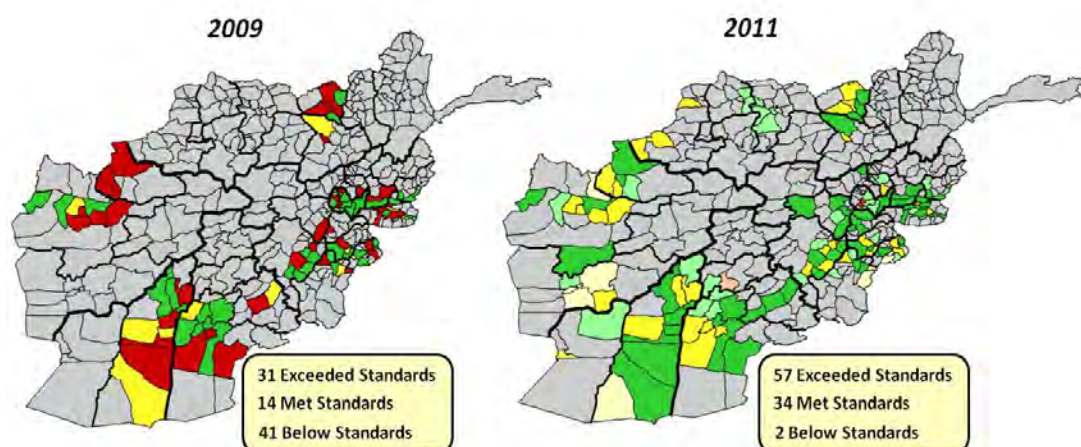 2009
2011
31 Exceeded Standards
14 Met Standards
41 Below Standards
57 Exceeded Standards
34 Met Standards
2 Below Standards